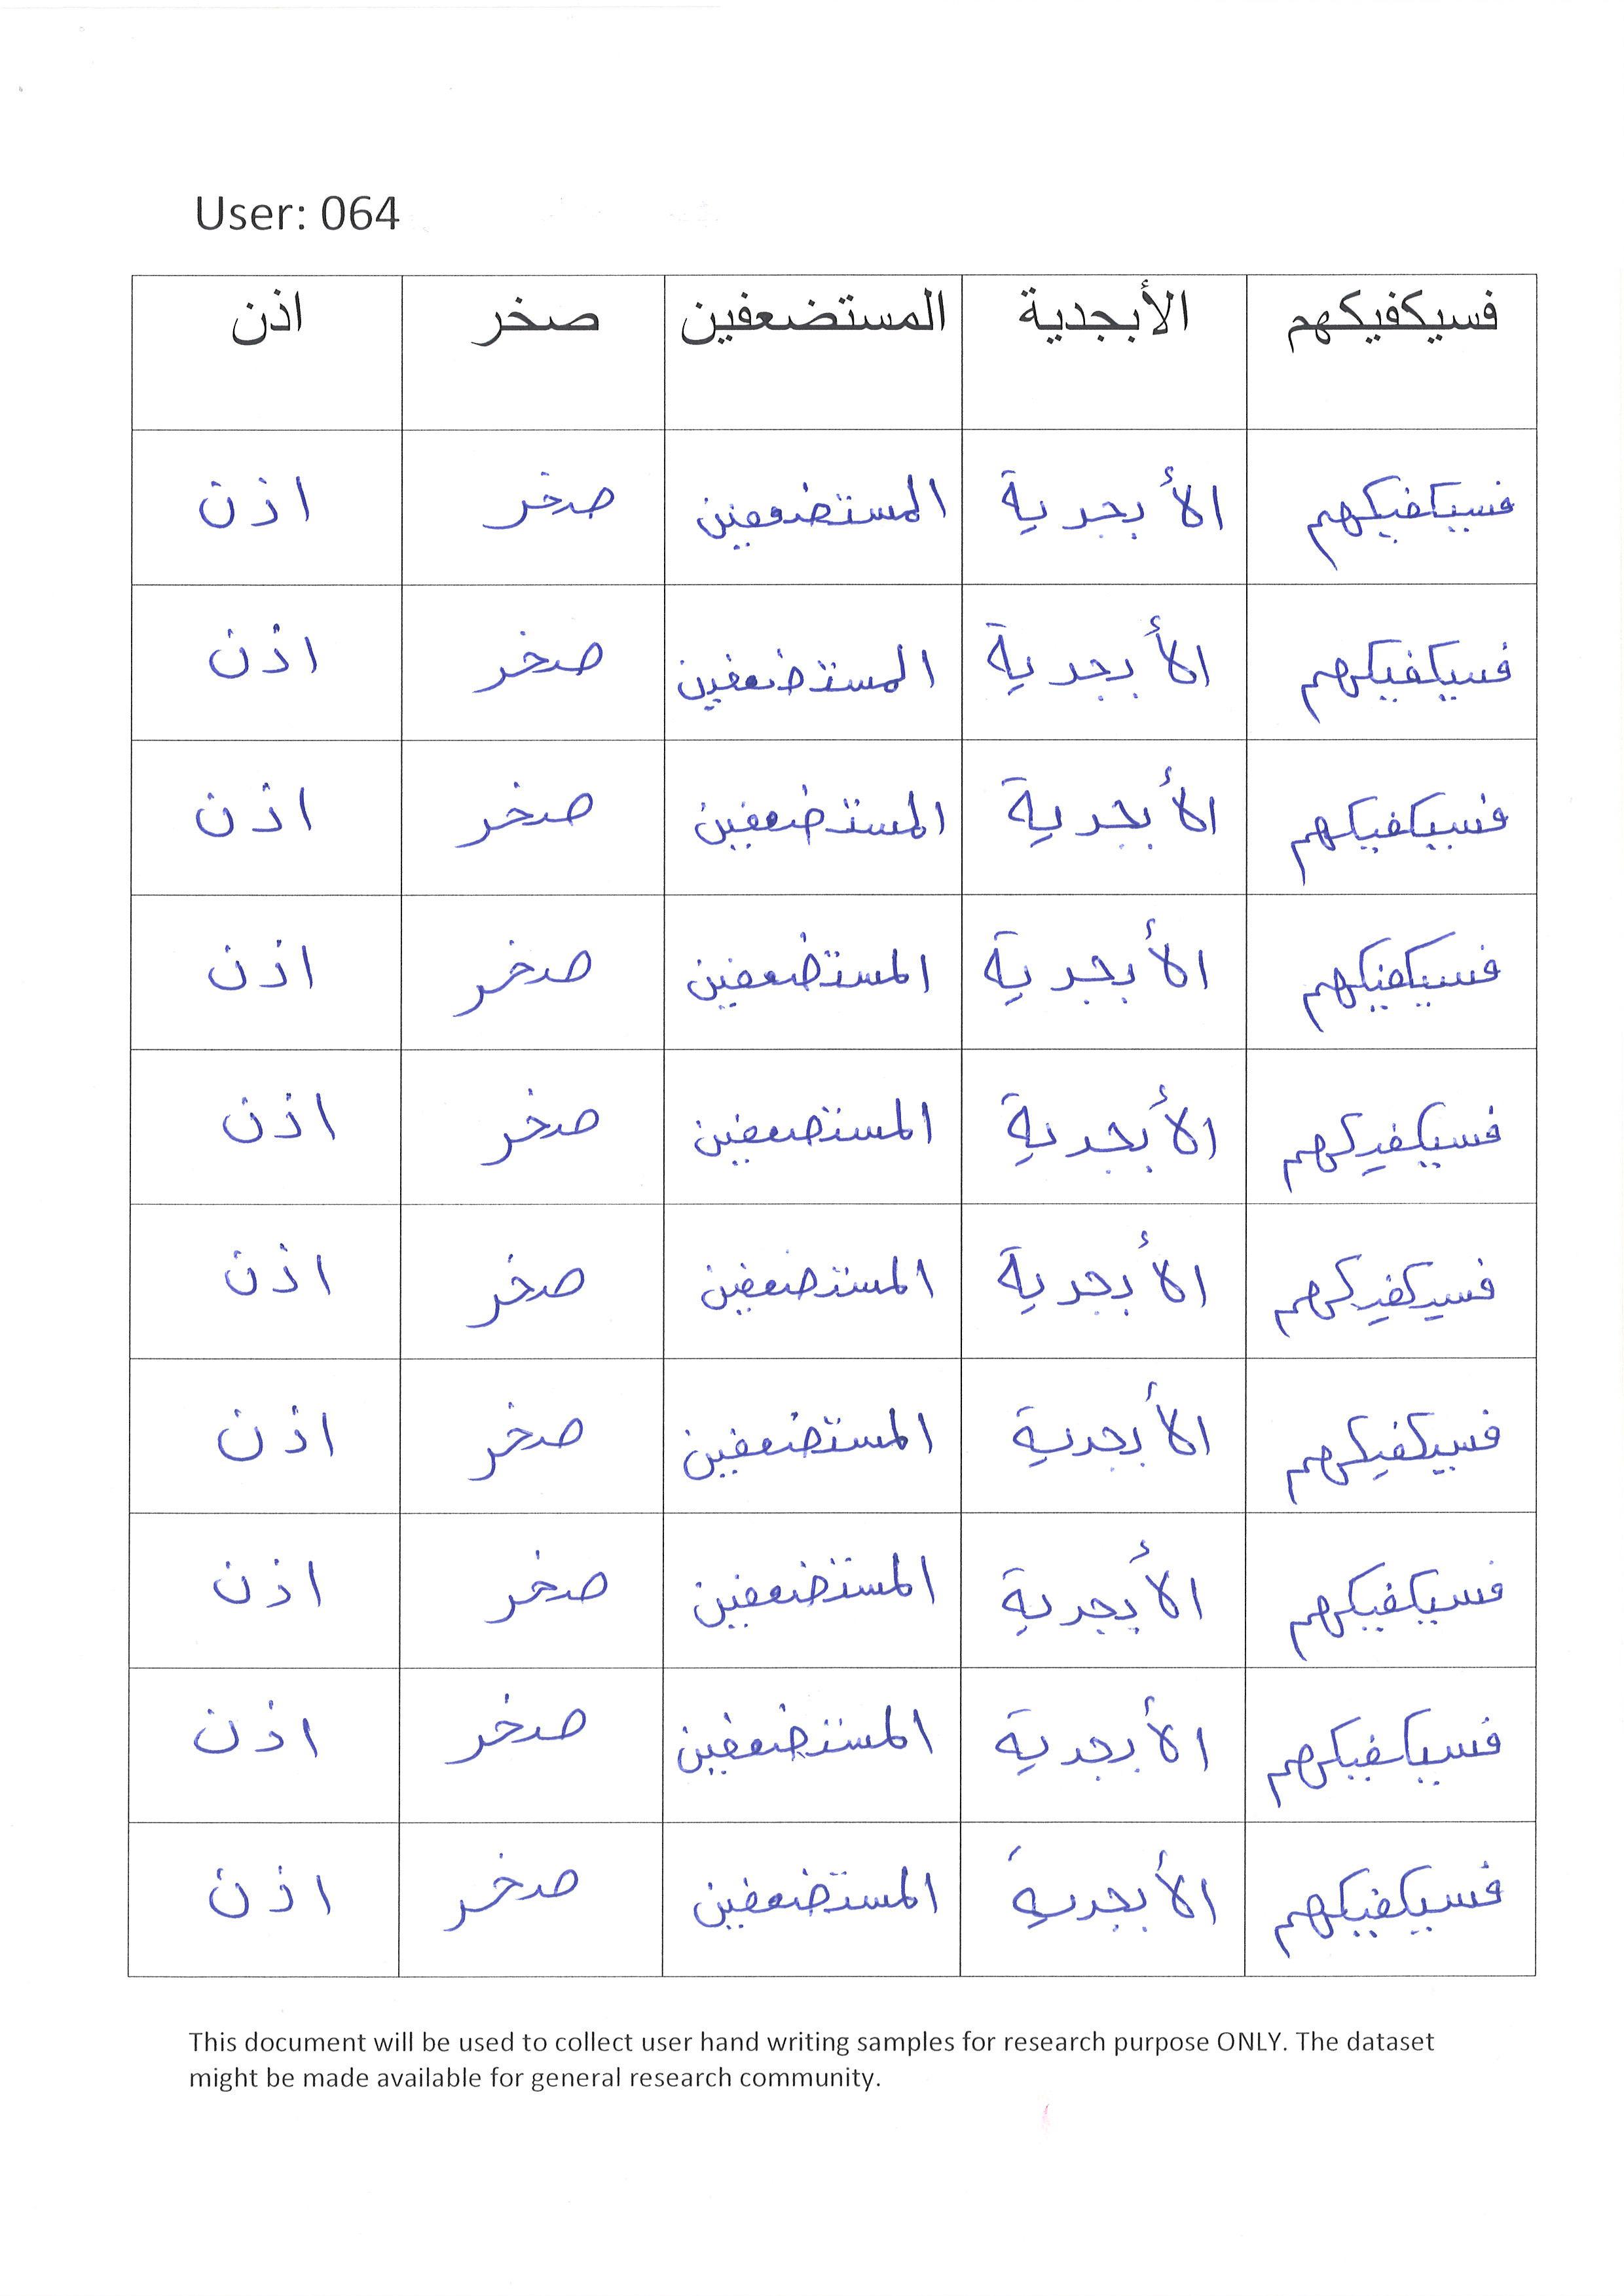 User: 064
فسيكفيكهم الأبجدية المستضعفين صخر اذن
فسيكفيكهم الأبجدية المستضعفين صخر اذن
فسيكفيكهم الأبجدية المستضعفين صخر اذن
فسيكفيكهم الأبجدية المستضعفين صخر اذن
فسيكفيكهم الأبجدية المستضعفين صخر اذن
فسيكفيكهم الأبجدية المستضعفين صخر اذن
فسيكفيكهم الأبجدية المستضعفين صخر اذن
فسيكفيكهم الأبجدية المستضعفين صخر اذن
فسيكفيكهم الأبجدية المستضعفين صخر اذن
فسيكفيكهم الأبجدية المستضعفين صخر اذن
فسيكفيكهم الأبجدية المستضعفين صخر اذن
This document will be used to collect user hand writing samples for research purpose ONLY. The dataset
might be made available for general research community.